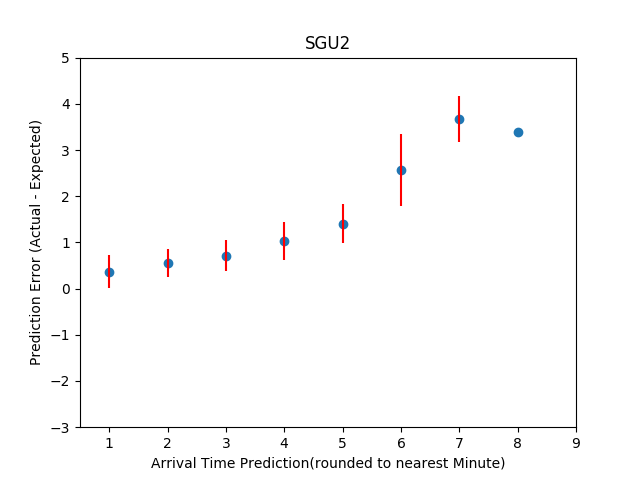 SGU2
Prediction Error (Actual - Expected)
5
4
3
2
1
0
−1
−2
−3
1 2 3 4 5 6 7 8 9
Arrival Time Prediction(rounded to nearest Minute)